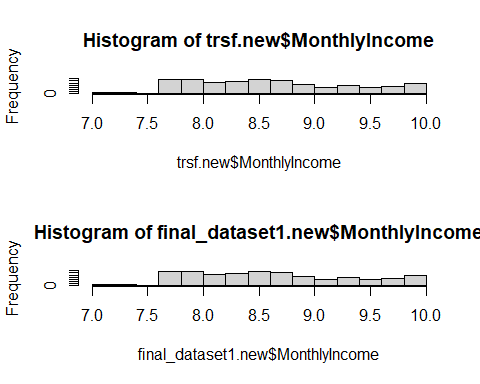 Histogram of trsf.new$MonthlyIncome
Frequency
0
7.0 7.5 8.0 8.5 9.0 9.5 10.0
trsf.new$MonthlyIncome
Histogram of final_dataset1.new$MonthlyIncome
Frequency
0
7.0 7.5 8.0 8.5 9.0 9.5 10.0
final_dataset1.new$MonthlyIncome